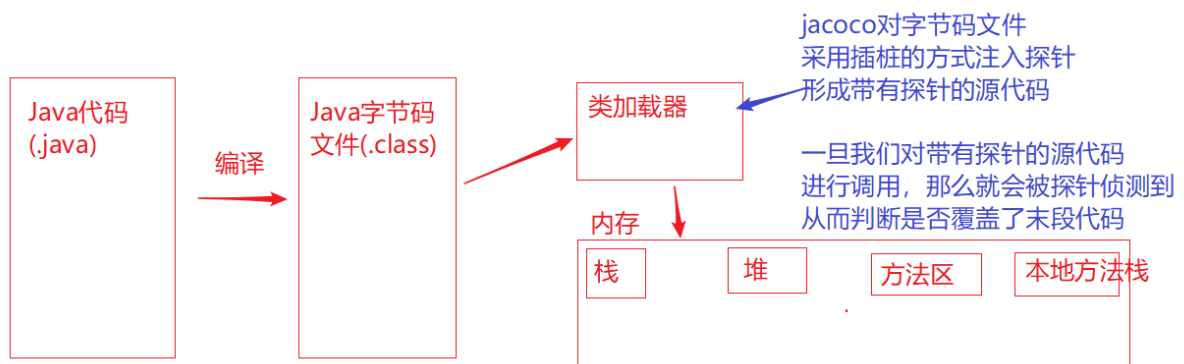 Java代码
(.java)
编译
Java字节码
文件(.class)
类加载器
jacoco对字节码文件
采用插桩的方式注入探针
形成带有探针的源代码
一旦我们对带有探针的源代码
进行调用，那么就会被探针侦测到
从而判断是否覆盖了末段代码
内存
栈
堆
方法区
本地方法栈